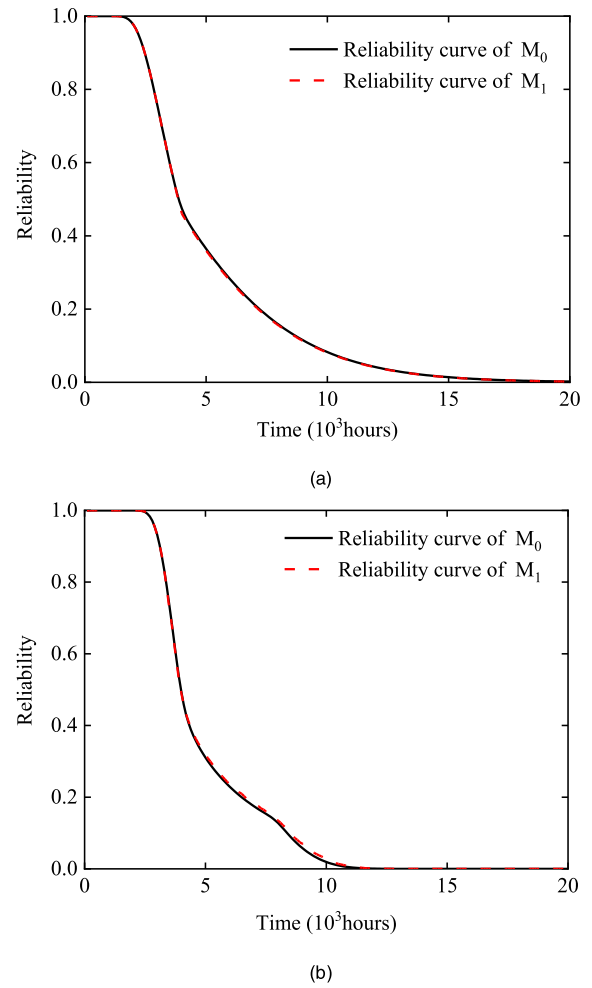 1.0
0.8
0.6
0.4
0.2
0.0
Reliability
Reliability curve of M₀
Reliability curve of M₁
0 5 10 15 20
Time (10³hours)
(a)
1.0
0.8
0.6
0.4
0.2
0.0
Reliability
Reliability curve of M₀
Reliability curve of M₁
0 5 10 15 20
Time (10³hours)
(b)